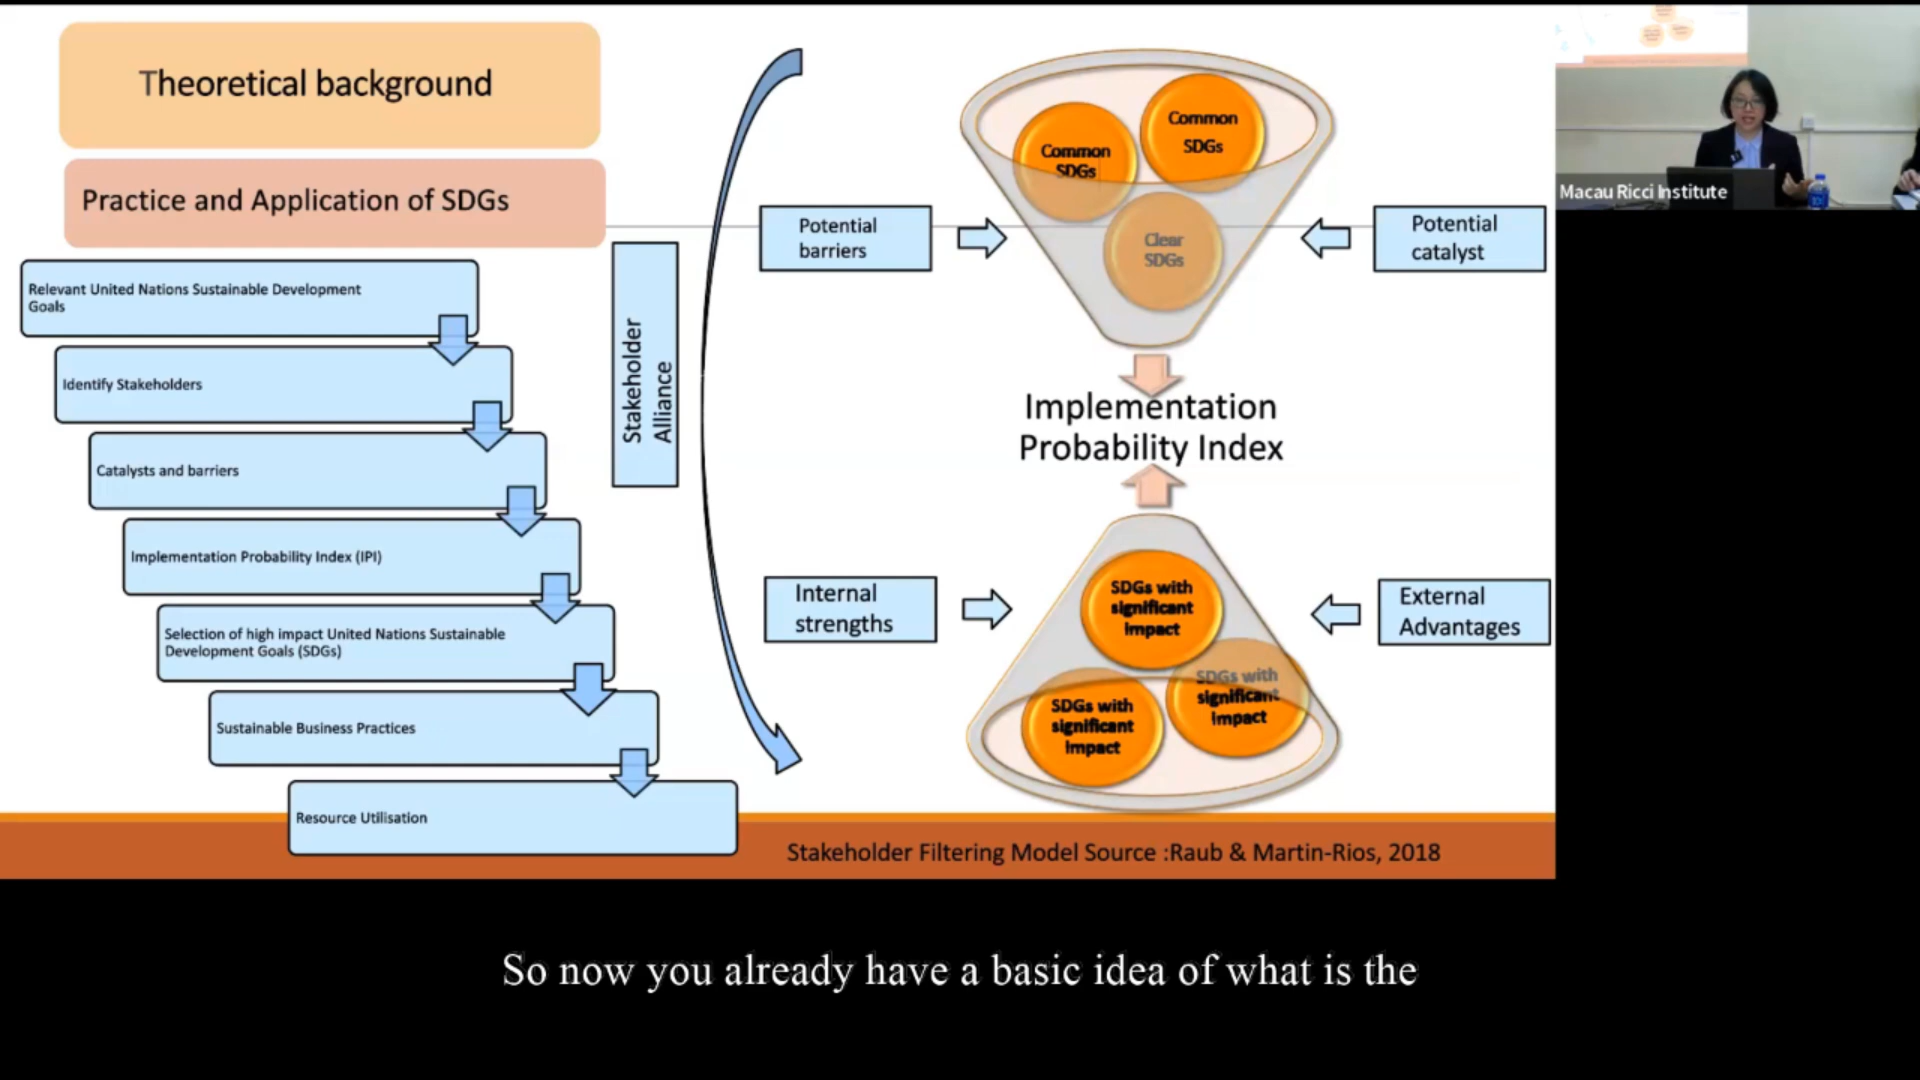 Theoretical background
Practice and Application of SDGs
Relevant United Nations Sustainable Development
Goals
Identify Stakeholders
Catalysts and barriers
Implementation Probability Index (IPI)
Selection of high impact United Nations Sustainable
Development Goals (SDGs)
Sustainable Business Practices
Resource Utilisation
Stakeholder
Alliance
Common
SDGs
Common
SDGs
Clear
SDGs
Potential
barriers
Potential
catalyst
Implementation
Probability Index
Internal
strengths
External
Advantages
SDGs with
significant
impact
SDGs with
significant
impact
SDGs with
significant
impact
Stakeholder Filtering Model Source :Raub & Martin-Rios, 2018
Macau Ricci Institute
So now you already have a basic idea of what is the